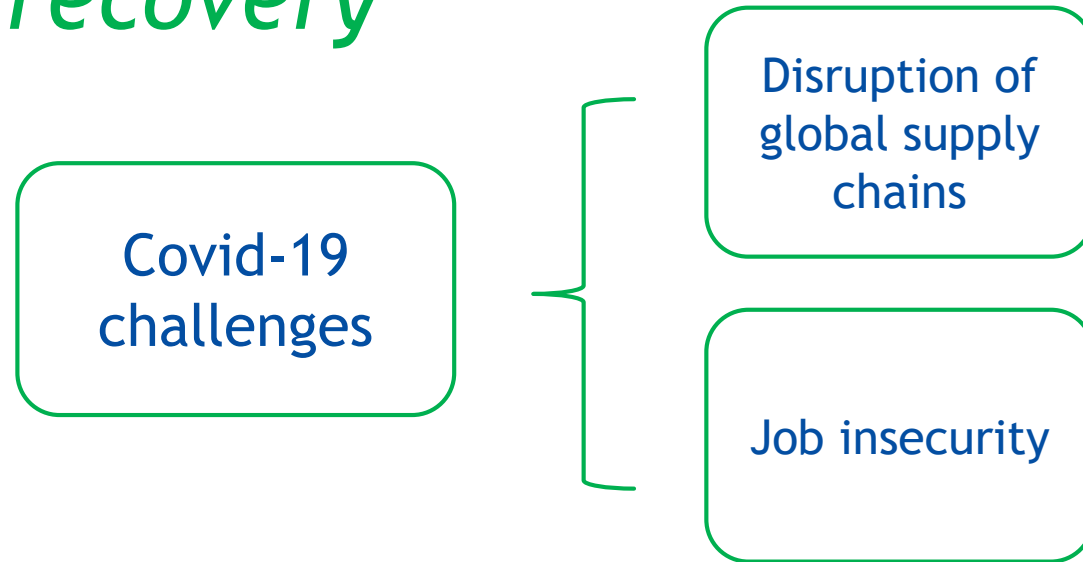 recovery
Disruption of
global supply
chains
Covid-19
challenges
Job insecurity